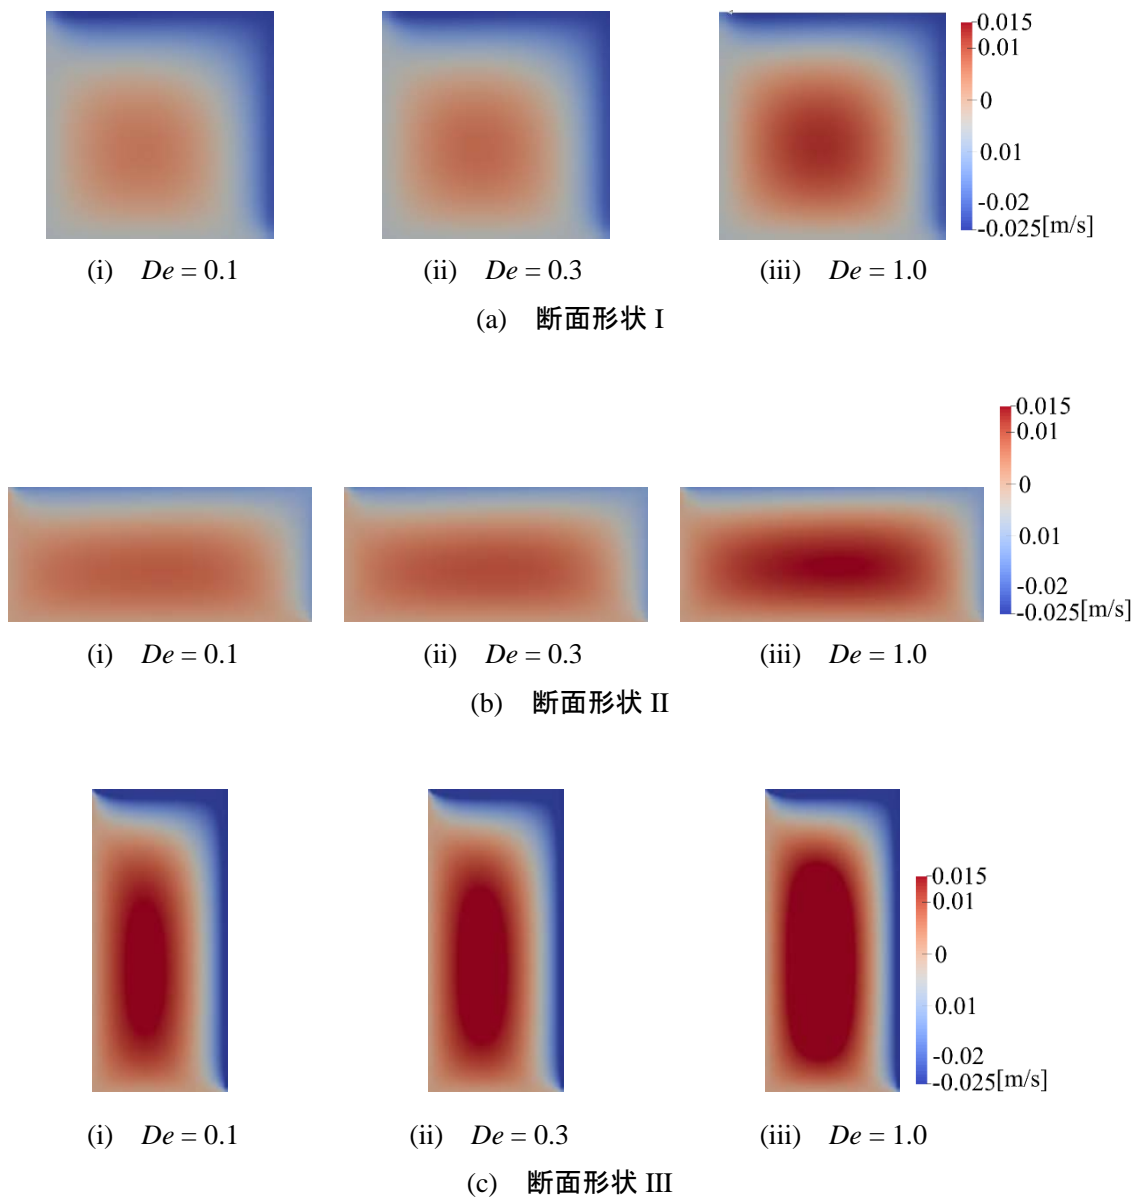 0.015
0.01
0
0.01
-0.02
-0.025[m/s]
(i) De = 0.1
(ii) De = 0.3
(iii) De = 1.0
(a) 断面形状 I
0.015
0.01
0
0.01
-0.02
-0.025[m/s]
(i) De = 0.1
(ii) De = 0.3
(iii) De = 1.0
(b) 断面形状 II
0.015
0.01
0
0.01
-0.02
-0.025[m/s]
(i) De = 0.1
(ii) De = 0.3
(iii) De = 1.0
(c) 断面形状 III